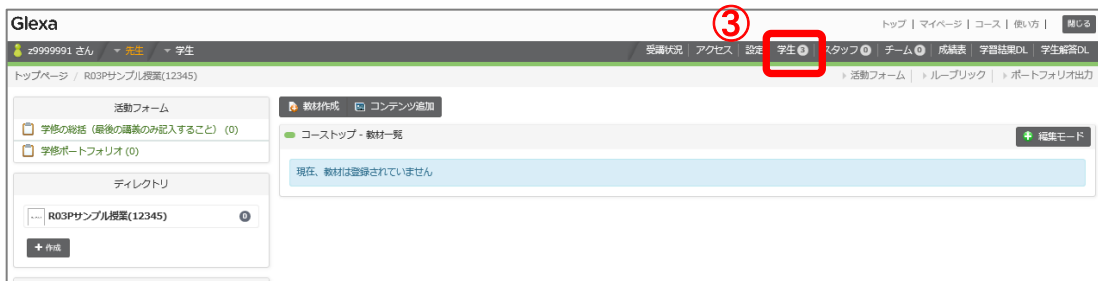 Glexa
③
トップ | マイページ | コース | 使い方 | 閉じる
z9999991 さん / 先生 / 学生
受講状況 | アクセス | 設定 | 学生 3 | スタッフ 0 | チーム 0 | 成績表 | 学習結果DL | 学生解答DL
トップページ / R03Pサンプル授業(12345)
活動フォーム | ルーブリック | ポートフォリオ出力
活動フォーム
学修の総括（最後の講義のみ記入すること） (0)
学修ポートフォリオ (0)
ディレクトリ
R03Pサンプル授業(12345) 0
+ 作成
教材作成 コンテンツ追加
コーストップ - 教材一覧
編集モード
現在、教材は登録されていません